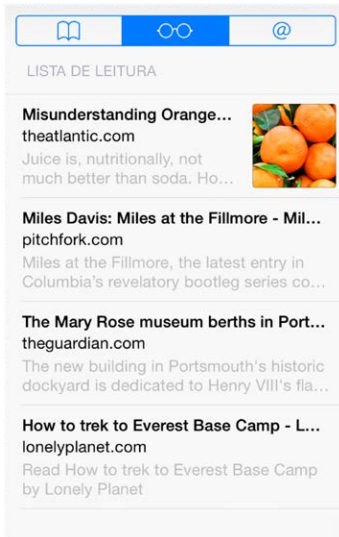 @
LISTA DE LEITURA
Misunderstanding Orange...
theatlantic.com
Juice is, nutritionally, not
much better than soda. Ho...
Miles Davis: Miles at the Fillmore - Mil...
pitchfork.com
Miles at the Fillmore, the latest entry in
Columbia's revelatory bootleg series co...
The Mary Rose museum berths in Port...
theguardian.com
The new building in Portsmouth's historic
dockyard is dedicated to Henry VIII's fla...
How to trek to Everest Base Camp - L...
lonelyplanet.com
Read How to trek to Everest Base Camp
by Lonely Planet